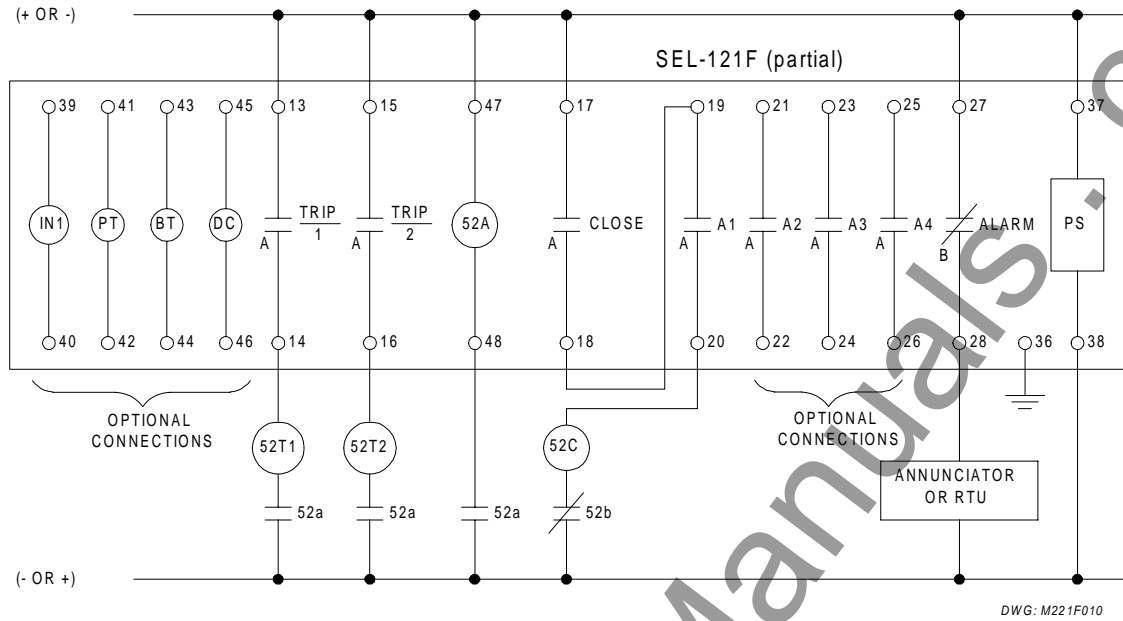 (+ OR -)
SEL-121F (partial)
39 41 43 45 13 15 47 17 19 21 23 25 27 37
IN1 PT BT DC A TRIP 1 A TRIP 2 52A A CLOSE A A1 A A2 A A3 A A4 B ALARM PS
40 42 44 46 14 16 48 18 20 22 24 26 28 36 38
OPTIONAL
CONNECTIONS
OPTIONAL
CONNECTIONS
52T1 52T2 52C
ANNUNCIATOR
OR RTU
52a 52a 52a 52b
(- OR +)
DWG: M221F010